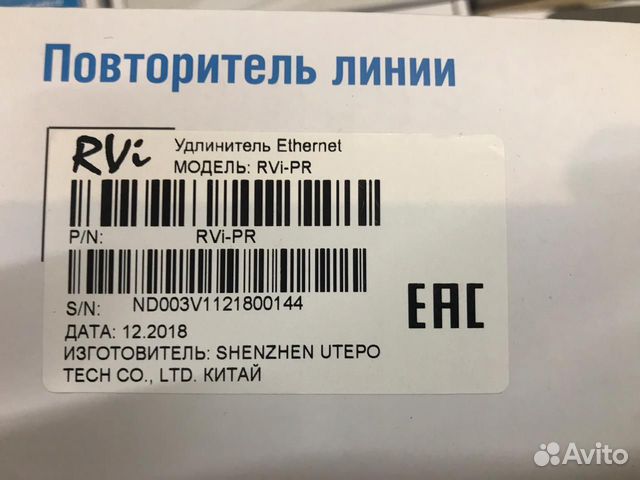 Повторитель линии
RVi
Удлинитель Ethernet
МОДЕЛЬ: RVi-PR
P/N: RVi-PR
S/N: ND003V1121800144
ДАТА: 12.2018
ИЗГОТОВИТЕЛЬ: SHENZHEN UTEPO
TECH CO., LTD. КИТАЙ
EAC
Avito